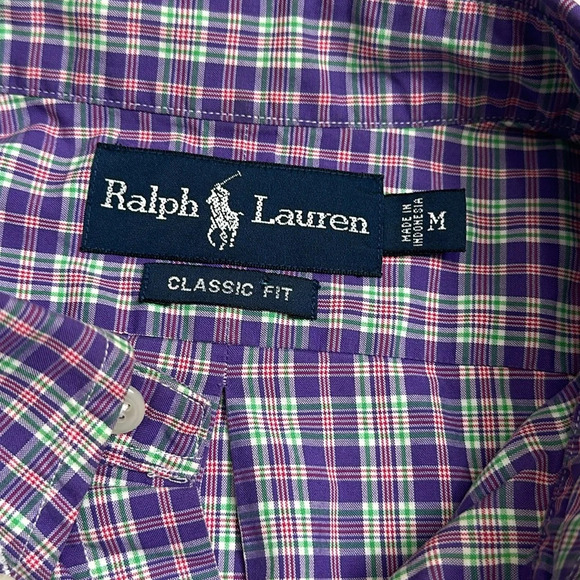 Ralph Lauren
MADE IN
INDONESIA
M
CLASSIC FIT